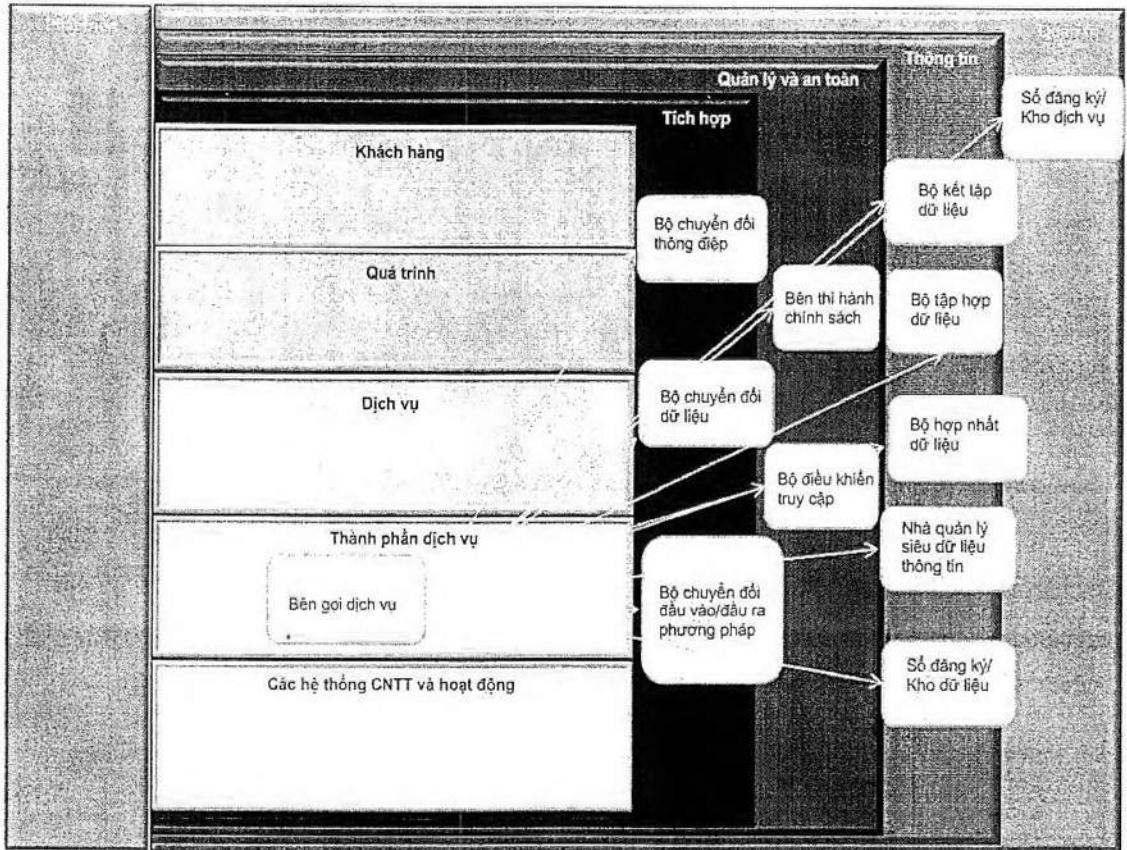 Thông tin
Quản lý và an toàn
Tích hợp
Sổ đăng ký/
Kho dịch vụ
Khách hàng
Bộ kết tập
dữ liệu
Bộ chuyển đổi
thông điệp
Quá trình
Bên thi hành
chính sách
Bộ tập hợp
dữ liệu
Dịch vụ
Bộ chuyển đổi
dữ liệu
Bộ hợp nhất
dữ liệu
Bộ điều khiển
truy cập
Thành phần dịch vụ
Nhà quản lý
siêu dữ liệu
thông tin
Bên gọi dịch vụ
Bộ chuyển đổi
đầu vào/đầu ra
phương pháp
Các hệ thống CNTT và hoạt động
Sổ đăng ký/
Kho dữ liệu